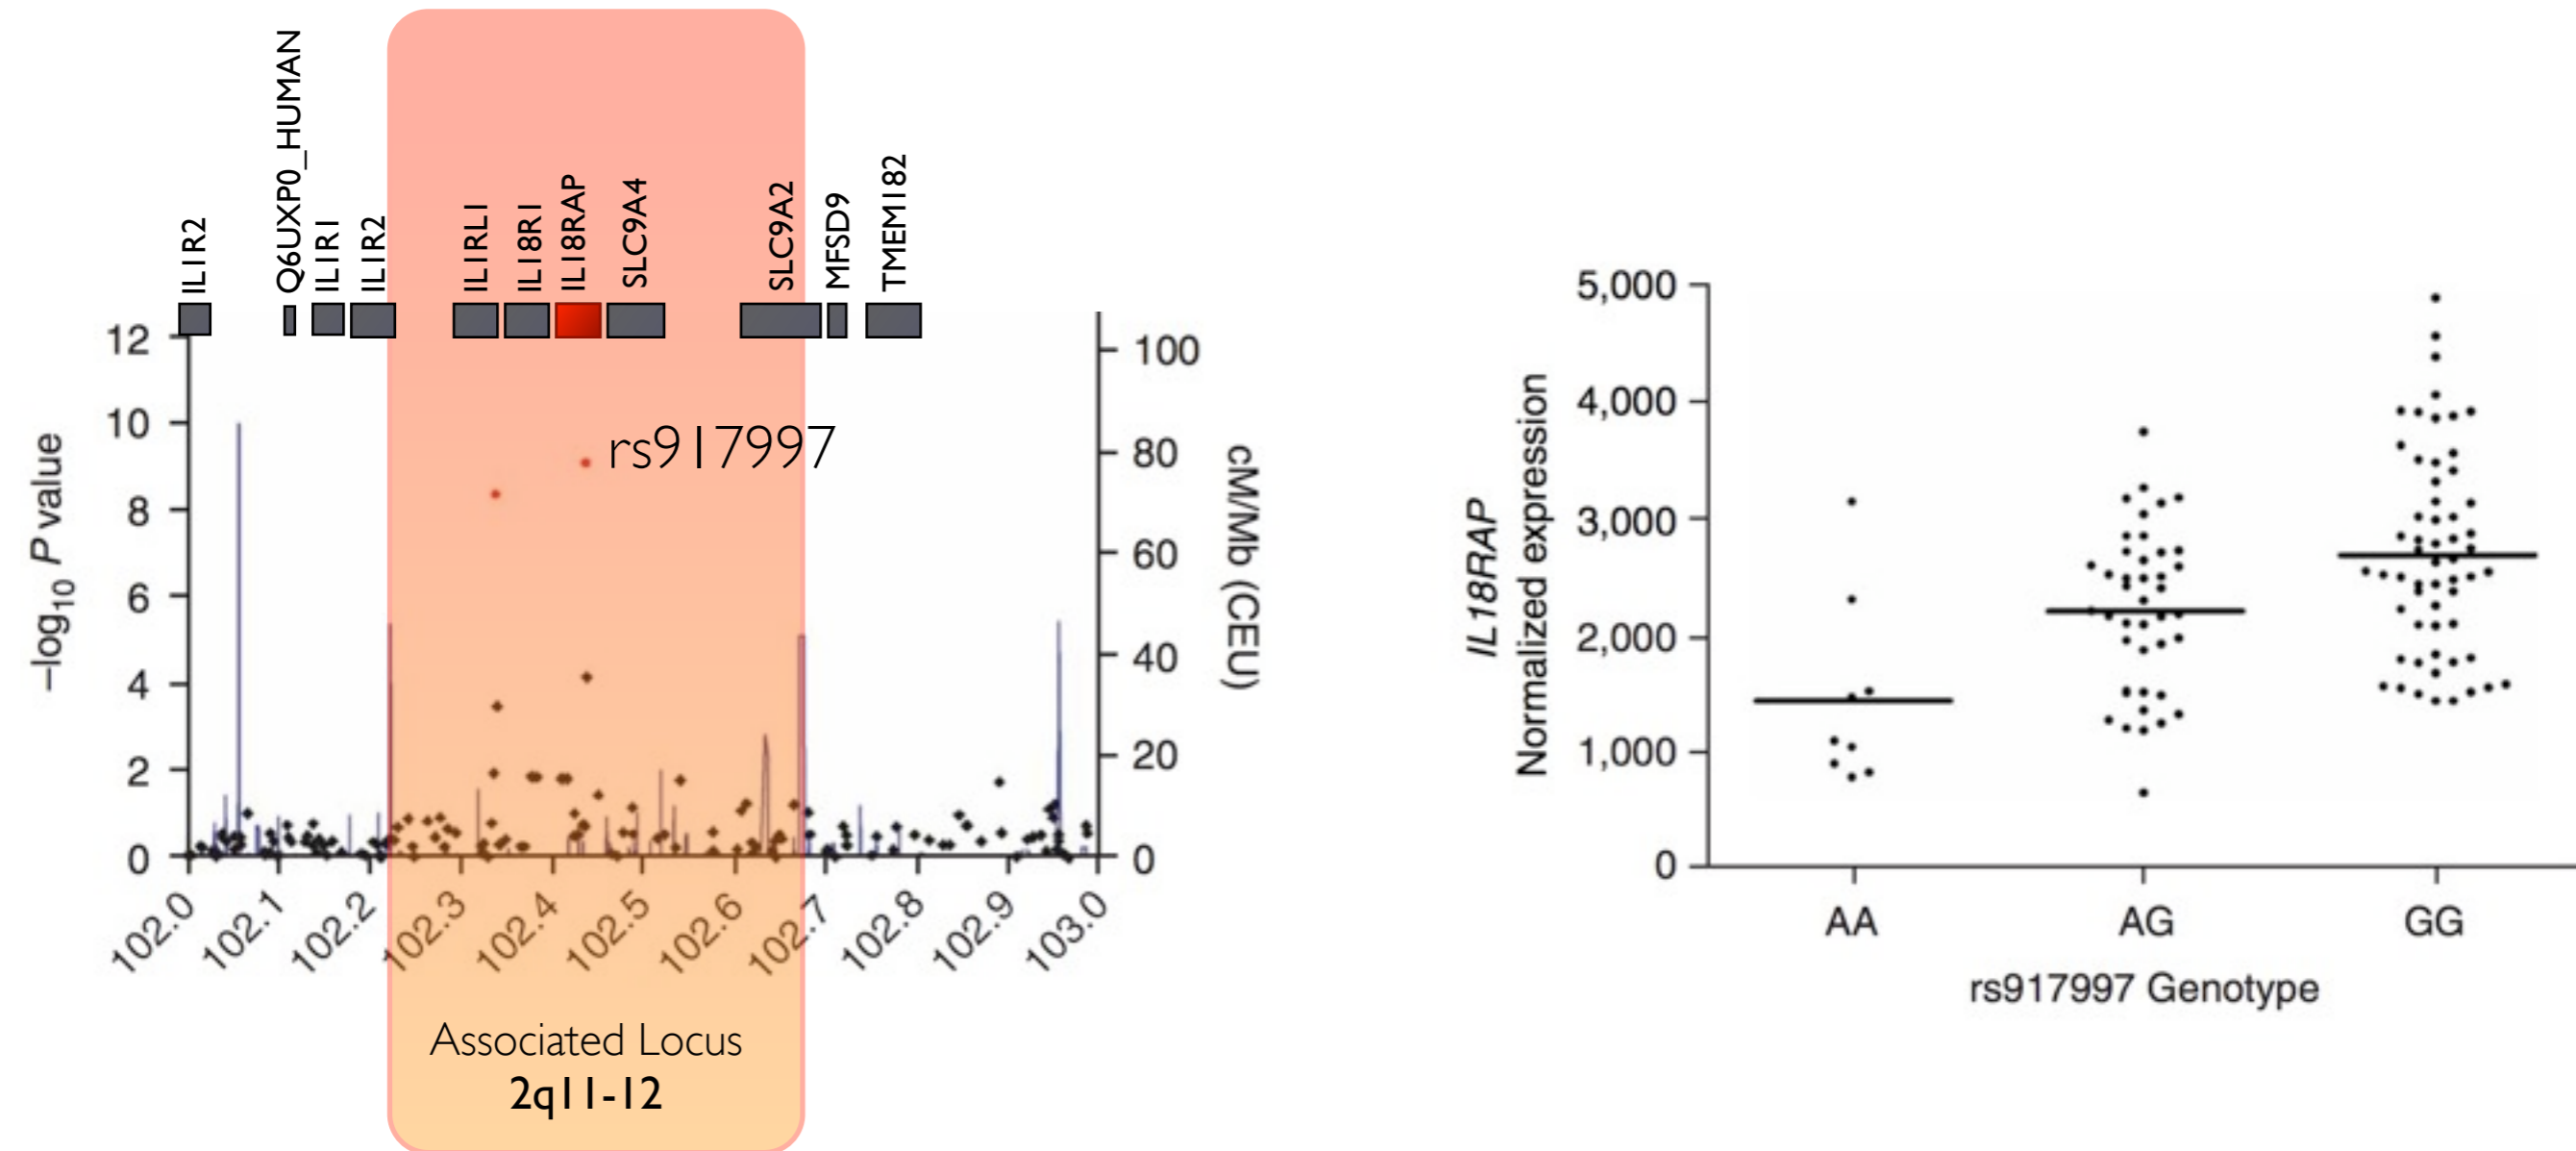 IL1R2
Q6UXP0_HUMAN
IL1R1
IL1R2
IL1RL1
IL18R1
IL18RAP
SLC9A4
SLC9A2
MFSD9
TMEM182
12
10
8
6
4
2
0
–log10 P value
rs917997
100
80
60
40
20
0
cM/Mb (CEU)
102.0
102.1
102.2
102.3
102.4
102.5
102.6
102.7
102.8
102.9
103.0
Associated Locus
2q11-12
IL18RAP
Normalized expression
5,000
4,000
3,000
2,000
1,000
0
AA
AG
GG
rs917997 Genotype